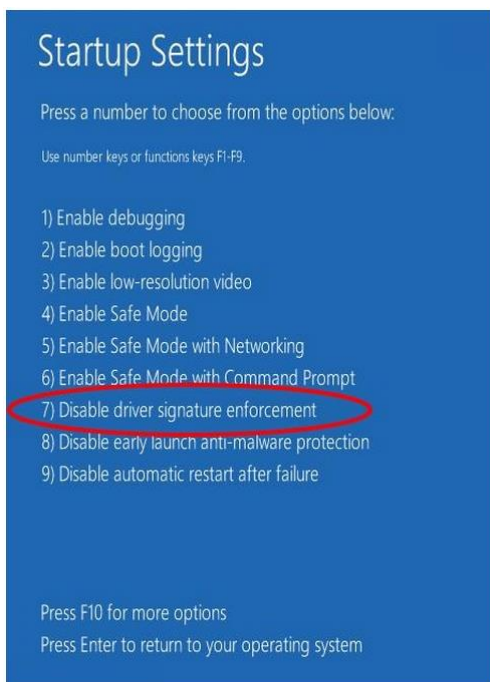 Startup Settings
Press a number to choose from the options below:
Use number keys or functions keys F1-F9.
1) Enable debugging
2) Enable boot logging
3) Enable low-resolution video
4) Enable Safe Mode
5) Enable Safe Mode with Networking
6) Enable Safe Mode with Command Prompt
7) Disable driver signature enforcement
8) Disable early launch anti-malware protection
9) Disable automatic restart after failure
Press F10 for more options
Press Enter to return to your operating system